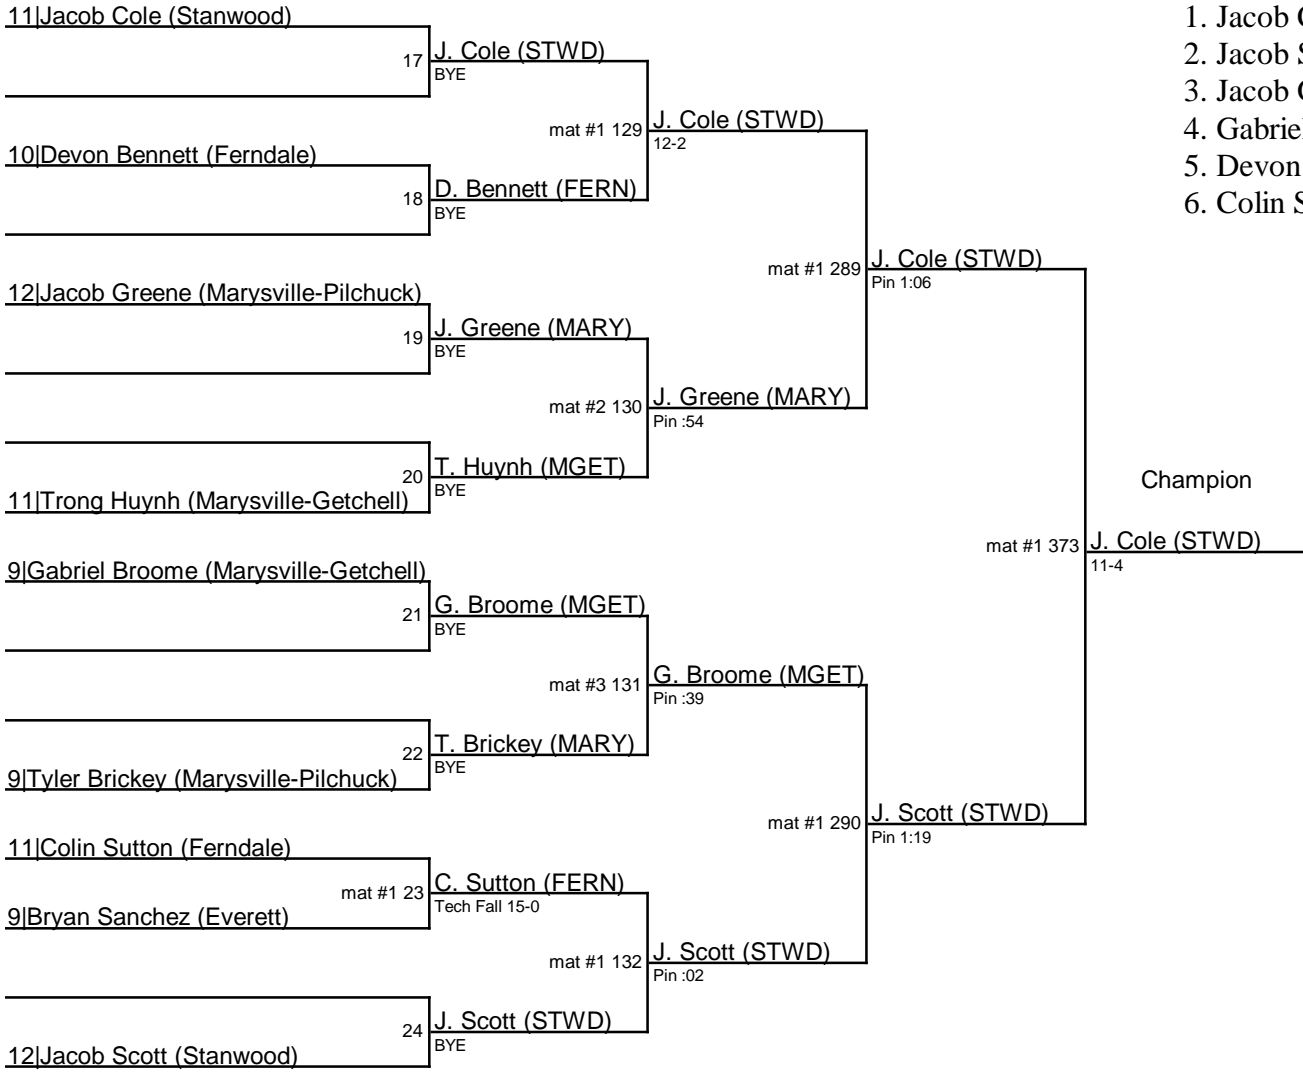 11|Jacob Cole (Stanwood)
17
J. Cole (STWD)
BYE
mat #1 129
J. Cole (STWD)
12-2
10|Devon Bennett (Ferndale)
18
D. Bennett (FERN)
BYE
mat #1 289
J. Cole (STWD)
Pin 1:06
12|Jacob Greene (Marysville-Pilchuck)
19
J. Greene (MARY)
BYE
mat #2 130
J. Greene (MARY)
Pin :54
20
T. Huynh (MGET)
BYE
11|Trong Huynh (Marysville-Getchell)
Champion
mat #1 373
J. Cole (STWD)
11-4
9|Gabriel Broome (Marysville-Getchell)
21
G. Broome (MGET)
BYE
mat #3 131
G. Broome (MGET)
Pin :39
22
T. Brickey (MARY)
BYE
9|Tyler Brickey (Marysville-Pilchuck)
mat #1 290
J. Scott (STWD)
Pin 1:19
11|Colin Sutton (Ferndale)
mat #1 23
C. Sutton (FERN)
Tech Fall 15-0
9|Bryan Sanchez (Everett)
mat #1 132
J. Scott (STWD)
Pin :02
24
J. Scott (STWD)
BYE
12|Jacob Scott (Stanwood)
1. Jacob
2. Jacob
3. Jacob
4.
5. Devon
6. Colin